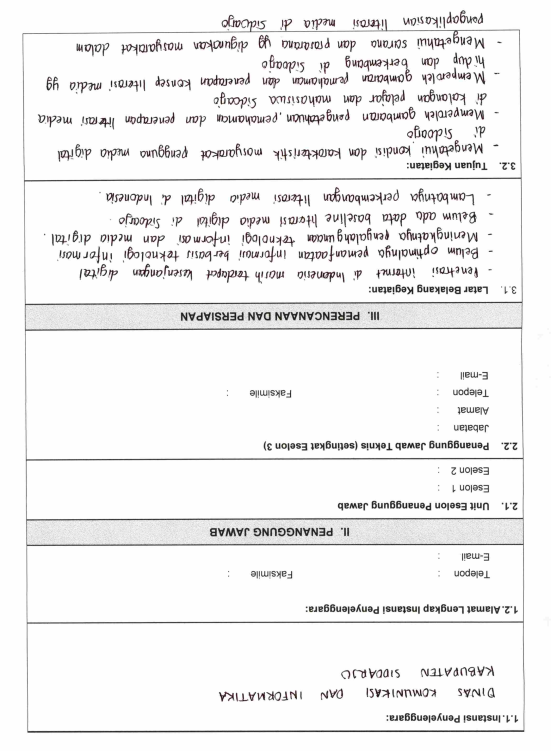 1.1. Instansi Penyelenggara:
DINAS KOMUNIKASI DAN INFORMATIKA
KABUPATEN SIDOARJO
1.2. Alamat Lengkap Instansi Penyelenggara:
Telepon : Faksimile :
E-mail :
II. PENANGGUNG JAWAB
2.1. Unit Eselon Penanggung Jawab
Eselon 1 :
Eselon 2 :
2.2. Penanggung Jawab Teknis (setingkat Eselon 3)
Jabatan :
Alamat :
Telepon : Faksimile :
E-mail :
III. PERENCANAAN DAN PERSIAPAN
3.1. Latar Belakang Kegiatan:
- Penetrasi internet di Indonesia masih terdapat kesenjangan digital
- Belum optimalnya pemanfaatan informasi berbasis teknologi informasi
- Meningkatnya penyalahgunaan teknologi informasi dan media digital.
- Belum ada data baseline literasi media digital di Sidoarjo.
- Lambatnya perkembangan literasi media digital di Indonesia.
3.2. Tujuan Kegiatan:
- Mengetahui kondisi dan karakteristik masyarakat pengguna media digital
di Sidoarjo
- Memperoleh gambaran pengetahuan, pemahaman dan penerapan literasi media
di kalangan pelajar dan mahasiswa Sidoarjo
- Memperoleh gambaran pemahaman dan penerapan konsep literasi media yg
hidup dan berkembang di Sidoarjo
- Mengetahui sarana dan prasarana yg digunakan masyarakat dalam
pengaplikasian literasi media di Sidoarjo